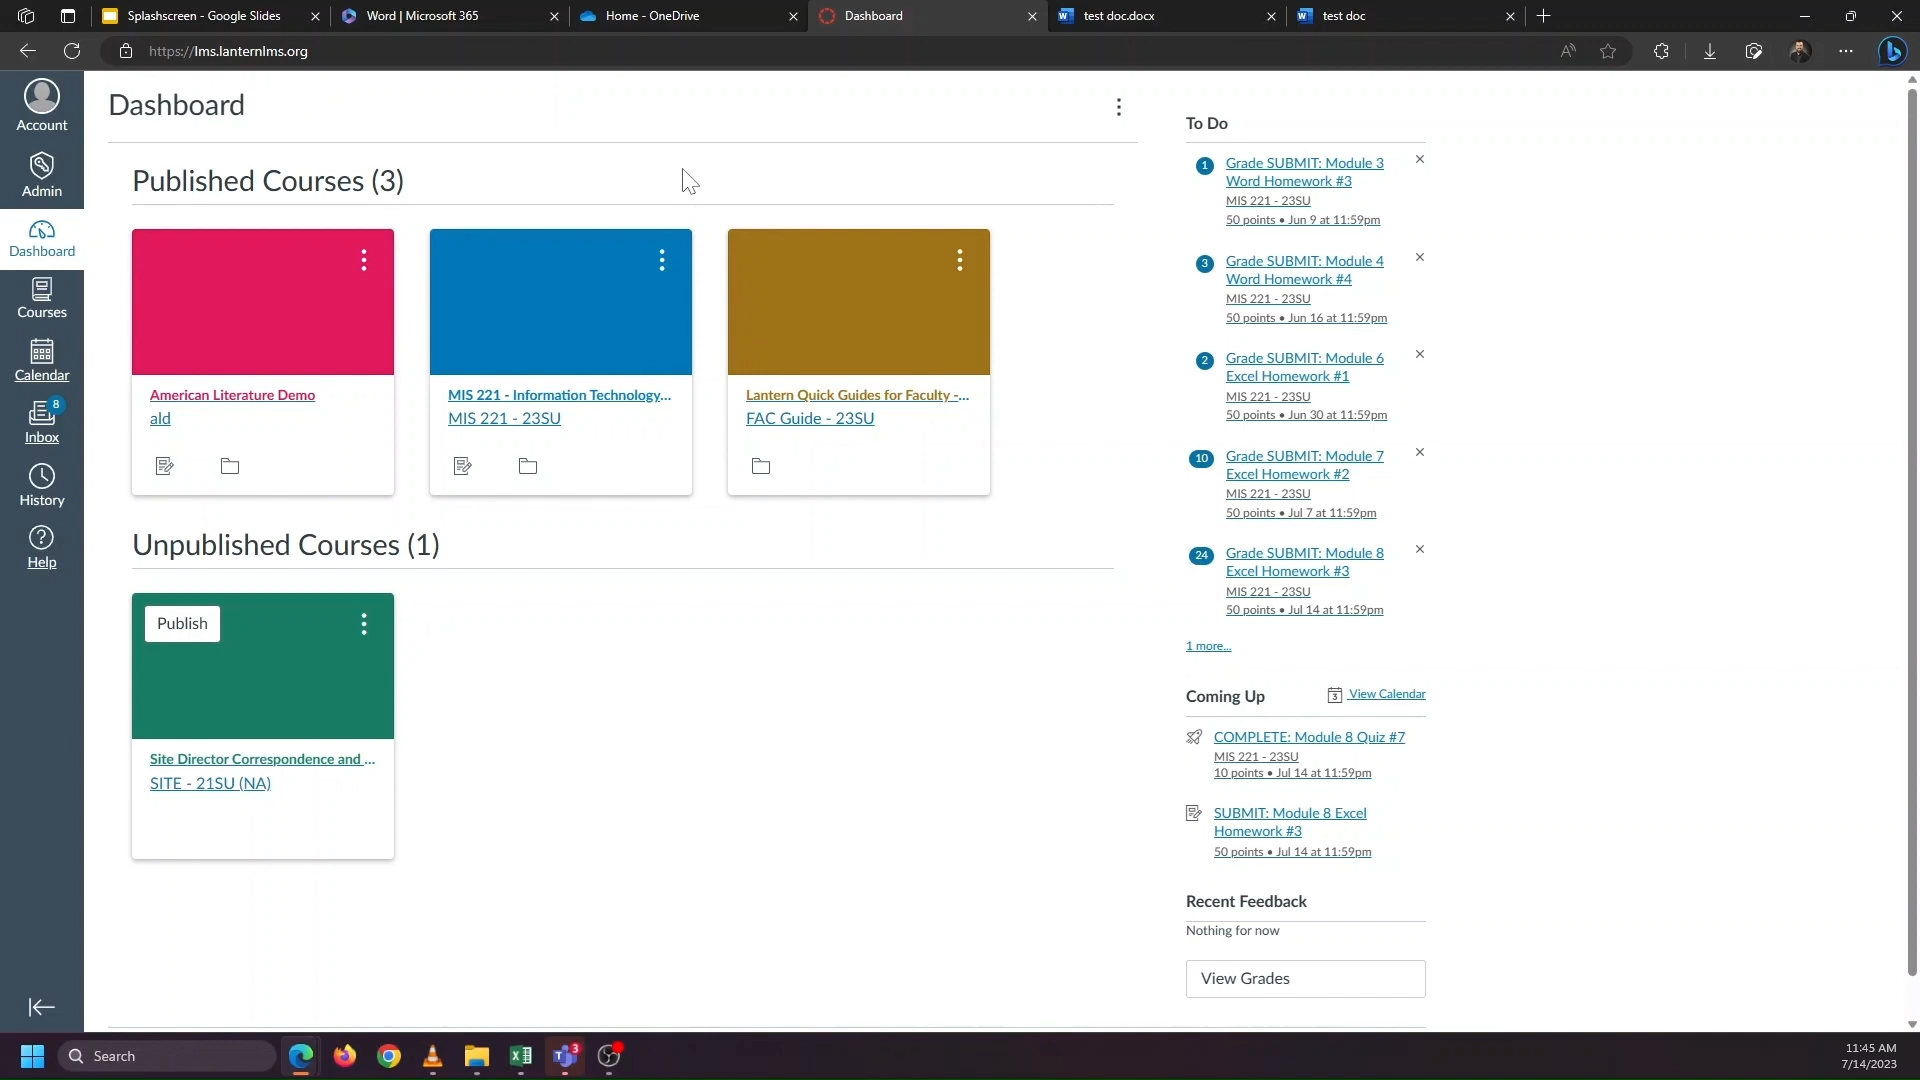 Splashscreen - Google Slides
Word | Microsoft 365
Home - OneDrive
Dashboard
test doc.docx
test doc
https://lms.lanternlms.org
Account
Admin
Dashboard
Courses
Calendar
8
Inbox
History
Help
Dashboard
Published Courses (3)
American Literature Demo
ald
MIS 221 - Information Technology...
MIS 221 - 23SU
Lantern Quick Guides for Faculty -...
FAC Guide - 23SU
Unpublished Courses (1)
Publish
Site Director Correspondence and ...
SITE - 21SU (NA)
To Do
1
Grade SUBMIT: Module 3
Word Homework #3
MIS 221 - 23SU
50 points • Jun 9 at 11:59pm
3
Grade SUBMIT: Module 4
Word Homework #4
MIS 221 - 23SU
50 points • Jun 16 at 11:59pm
2
Grade SUBMIT: Module 6
Excel Homework #1
MIS 221 - 23SU
50 points • Jun 30 at 11:59pm
10
Grade SUBMIT: Module 7
Excel Homework #2
MIS 221 - 23SU
50 points • Jul 7 at 11:59pm
24
Grade SUBMIT: Module 8
Excel Homework #3
MIS 221 - 23SU
50 points • Jul 14 at 11:59pm
1 more...
Coming Up
3 View Calendar
COMPLETE: Module 8 Quiz #7
MIS 221 - 23SU
10 points • Jul 14 at 11:59pm
SUBMIT: Module 8 Excel
Homework #3
50 points • Jul 14 at 11:59pm
Recent Feedback
Nothing for now
View Grades
Search
3
11:45 AM
7/14/2023